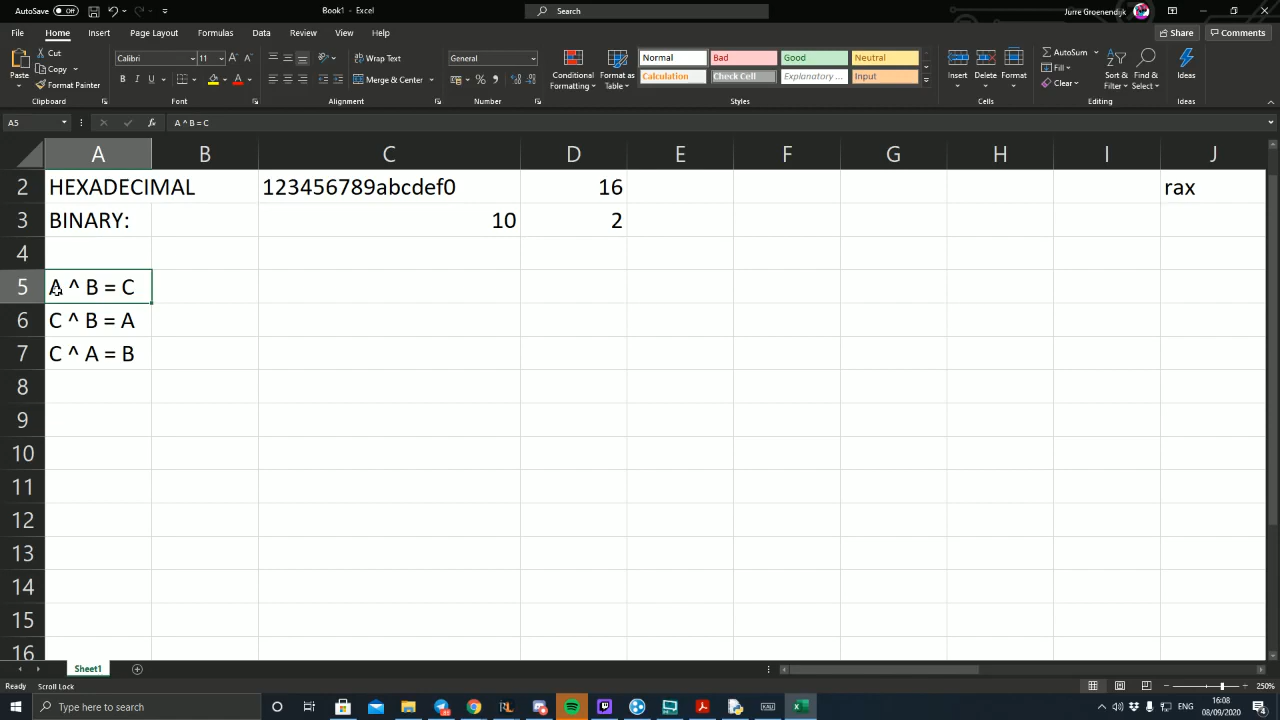 AutoSave Off Book1 - Excel Search Jurre Groenendijk
File Home Insert Page Layout Formulas Data Review View Help Share Comments
Paste Cut Copy Format Painter Clipboard
Calibri 11 B I U A Font
Wrap Text Merge & Center Alignment
General % Number
Conditional Formatting Format as Table
Normal Bad Good Neutral
Calculation Check Cell Explanatory ... Input
Styles
Insert Delete Format Cells
AutoSum Fill Clear Sort & Filter Find & Select Editing
Ideas Ideas
A5 fx A ^ B = C
A B C D E F G H I J
2 HEXADECIMAL 123456789abcdef0 16 rax
3 BINARY: 10 2
4
5 A ^ B = C
6 C ^ B = A
7 C ^ A = B
8
9
10
11
12
13
14
15
16
Sheet1
Ready Scroll Lock 250%
Type here to search ENG 16:08
08/09/2020